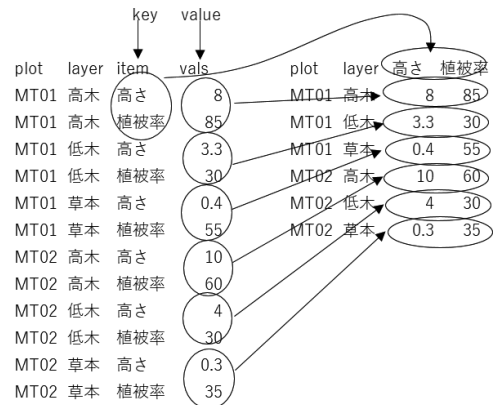 key value
plot layer item vals
MT01 高木 高さ 8
MT01 高木 植被率 85
MT01 低木 高さ 3.3
MT01 低木 植被率 30
MT01 草本 高さ 0.4
MT01 草本 植被率 55
MT02 高木 高さ 10
MT02 高木 植被率 60
MT02 低木 高さ 4
MT02 低木 植被率 30
MT02 草本 高さ 0.3
MT02 草本 植被率 35
plot layer 高さ 植被率
MT01 高木 8 85
MT01 低木 3.3 30
MT01 草本 0.4 55
MT02 高木 10 60
MT02 低木 4 30
MT02 草本 0.3 35